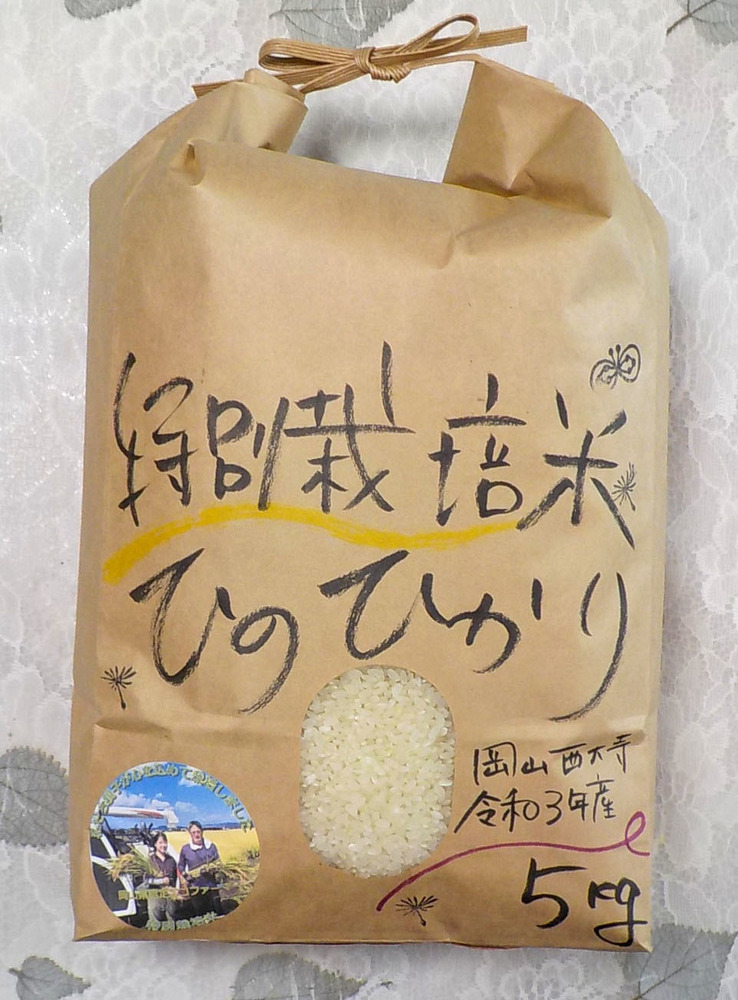 特別栽培米
ひのひかり
岡山西大寺
令和03年産
5kg